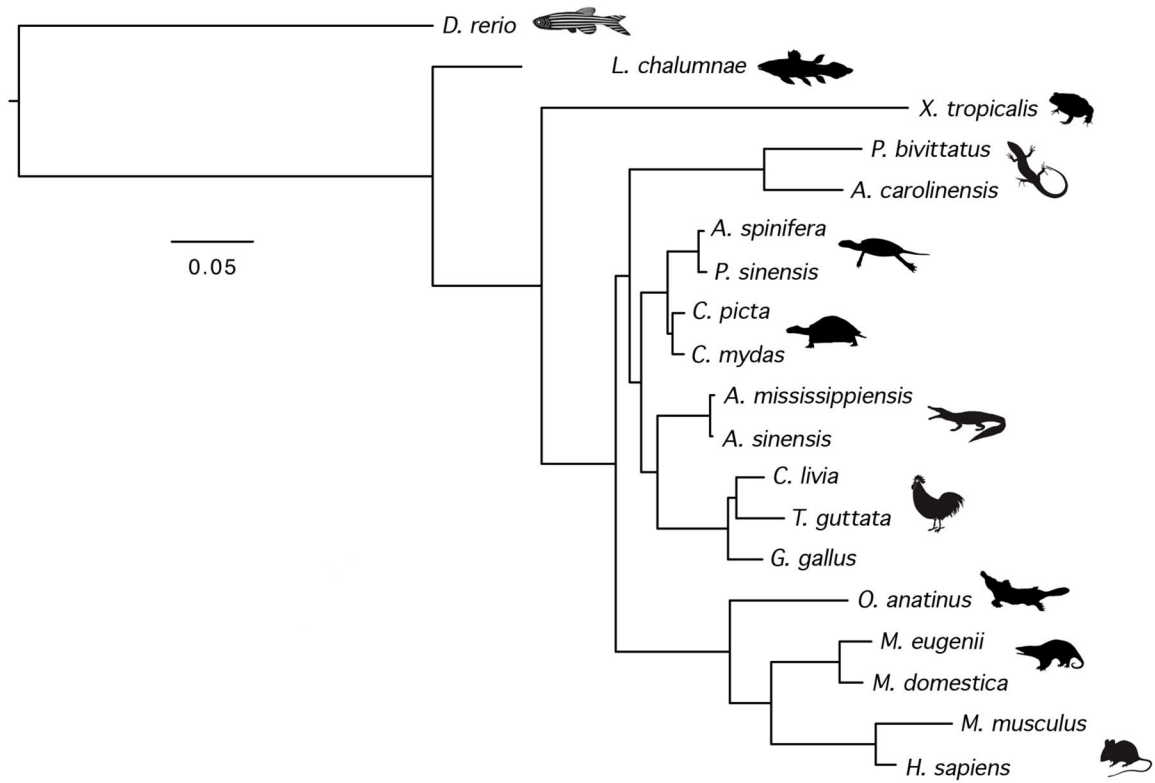 D. rerio
L. chalumnae
X. tropicalis
P. bivittatus
A. carolinensis
A. spinifera
0.05
P. sinensis
C. picta
C. mydas
A. mississippiensis
A. sinensis
C. livia
T. guttata
G. gallus
O. anatinus
M. eugenii
M. domestica
M. musculus
H. sapiens